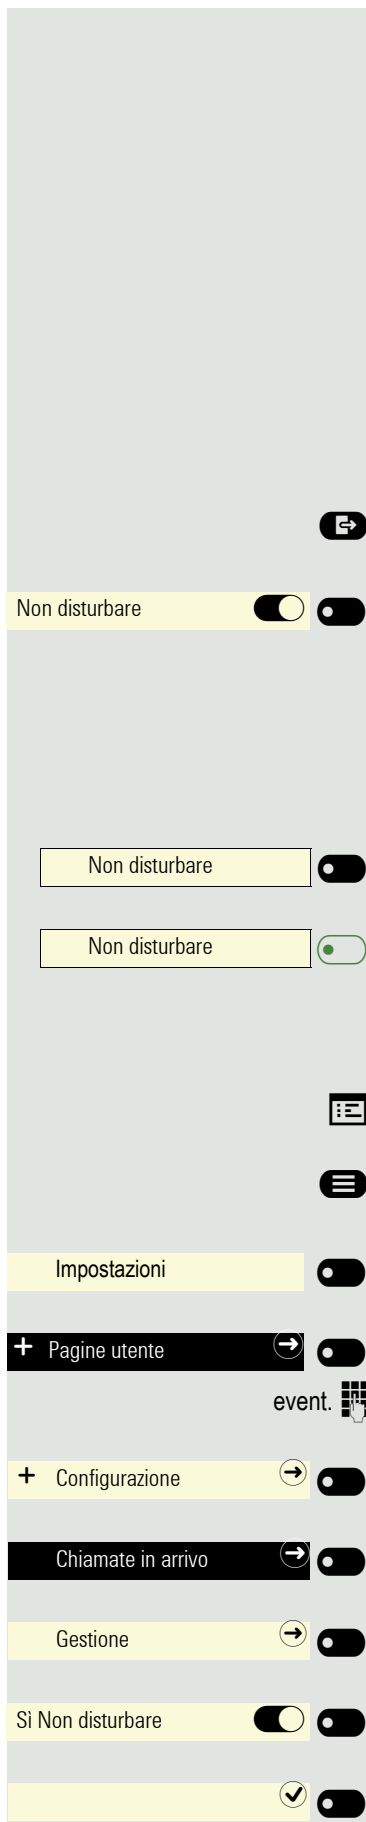 Non disturbare
Non disturbare
Non disturbare
Impostazioni
+ Pagine utente
event.
+ Configurazione
Chiamate in arrivo
Gestione
Sì Non disturbare